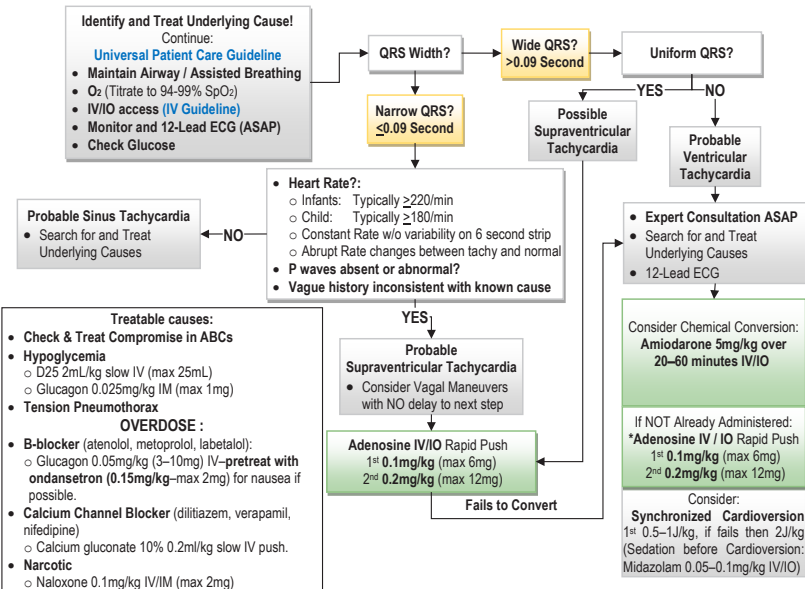 Identify and Treat Underlying Cause!
Continue:
Universal Patient Care Guideline
• Maintain Airway / Assisted Breathing
• O₂ (Titrate to 94-99% SpO₂)
• IV/IO access (IV Guideline)
• Monitor and 12-Lead ECG (ASAP)
• Check Glucose
QRS Width?
Wide QRS?
>0.09 Second
Uniform QRS?
YES
NO
Narrow QRS?
≤0.09 Second
Possible
Supraventricular
Tachycardia
Probable
Ventricular
Tachycardia
• Heart Rate?:
o Infants: Typically ≥220/min
o Child: Typically ≥180/min
o Constant Rate w/o variability on 6 second strip
o Abrupt Rate changes between tachy and normal
• P waves absent or abnormal?
• Vague history inconsistent with known cause
NO
Probable Sinus Tachycardia
• Search for and Treat
Underlying Causes
• Expert Consultation ASAP
• Search for and Treat
Underlying Causes
• 12-Lead ECG
YES
Probable
Supraventricular Tachycardia
• Consider Vagal Maneuvers
with NO delay to next step
Adenosine IV/IO Rapid Push
1st 0.1mg/kg (max 6mg)
2nd 0.2mg/kg (max 12mg)
Fails to Convert
Consider Chemical Conversion:
Amiodarone 5mg/kg over
20–60 minutes IV/IO
If NOT Already Administered:
*Adenosine IV / IO Rapid Push
1st 0.1mg/kg (max 6mg)
2nd 0.2mg/kg (max 12mg)
Consider:
Synchronized Cardioversion
1st 0.5–1J/kg, if fails then 2J/kg
(Sedation before Cardioversion:
Midazolam 0.05–0.1mg/kg IV/IO)
Treatable causes:
• Check & Treat Compromise in ABCs
• Hypoglycemia
o D25 2mL/kg slow IV (max 25mL)
o Glucagon 0.025mg/kg IM (max 1mg)
• Tension Pneumothorax
OVERDOSE :
• B-blocker (atenolol, metoprolol, labetalol):
o Glucagon 0.05mg/kg (3–10mg) IV–pretreat with
ondansetron (0.15mg/kg–max 2mg) for nausea if
possible.
• Calcium Channel Blocker (dilitiazem, verapamil,
nifedipine)
o Calcium gluconate 10% 0.2ml/kg slow IV push.
• Narcotic
o Naloxone 0.1mg/kg IV/IM (max 2mg)